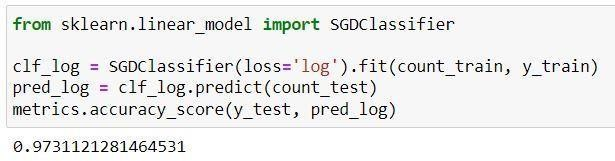 from sklearn.linear_model import SGDClassifier
clf_log = SGDClassifier(loss='log').fit(count_train, y_train)
pred_log = clf_log.predict(count_test)
metrics.accuracy_score(y_test, pred_log)
0.9731121281464531